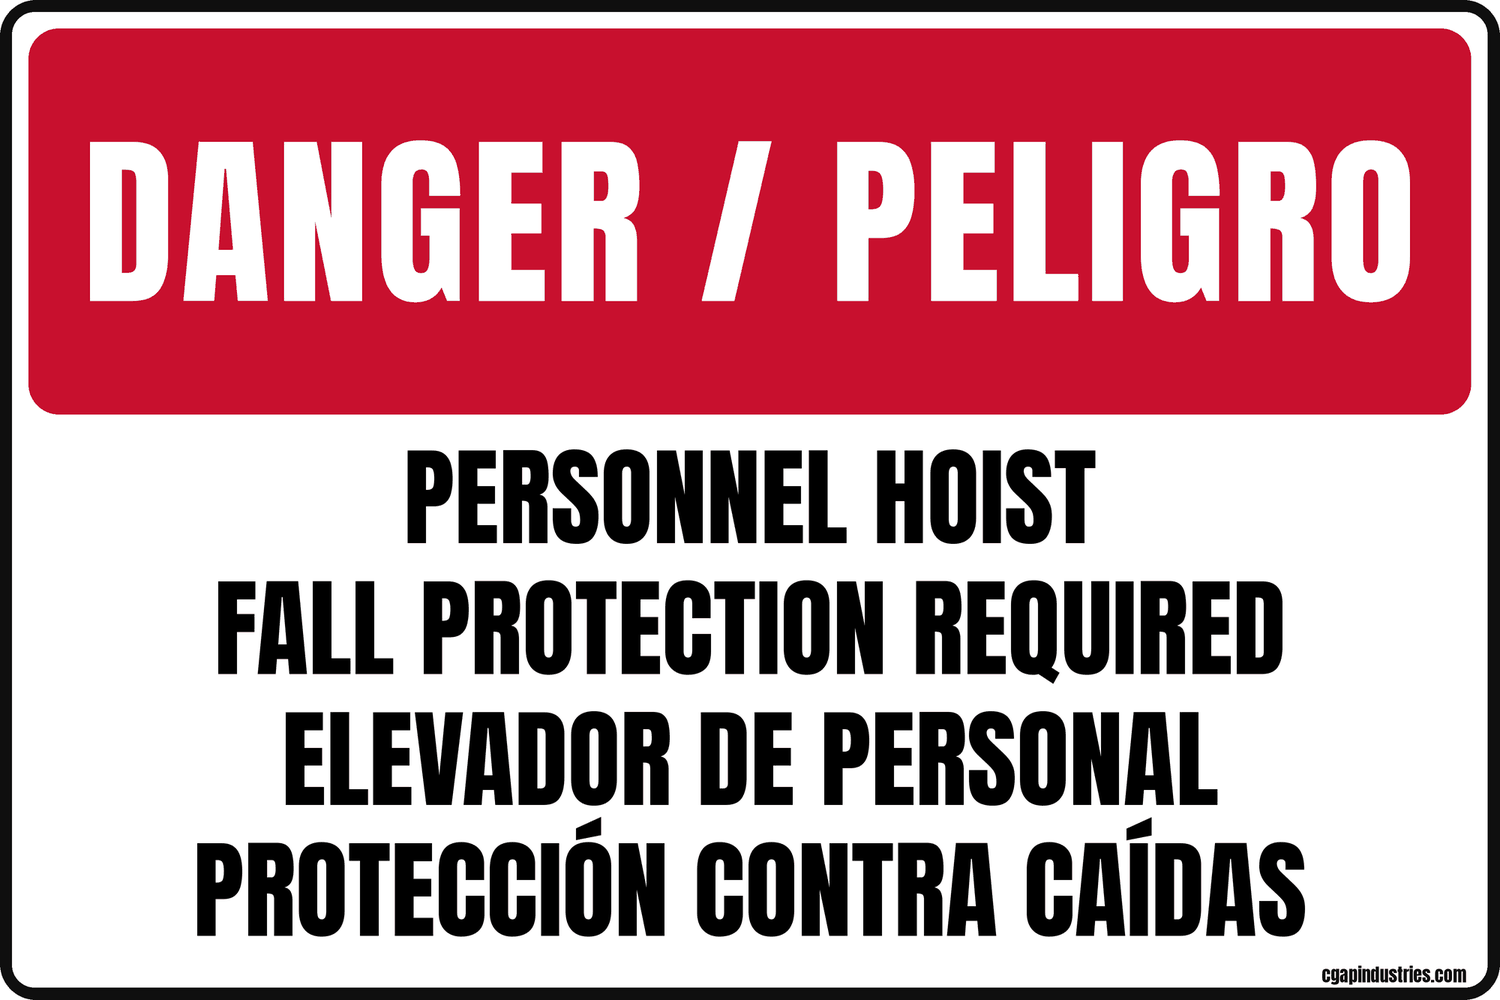 DANGER / PELIGRO
PERSONNEL HOIST
FALL PROTECTION REQUIRED
ELEVADOR DE PERSONAL
PROTECCIÓN CONTRA CAÍDAS
cgapindustries.com